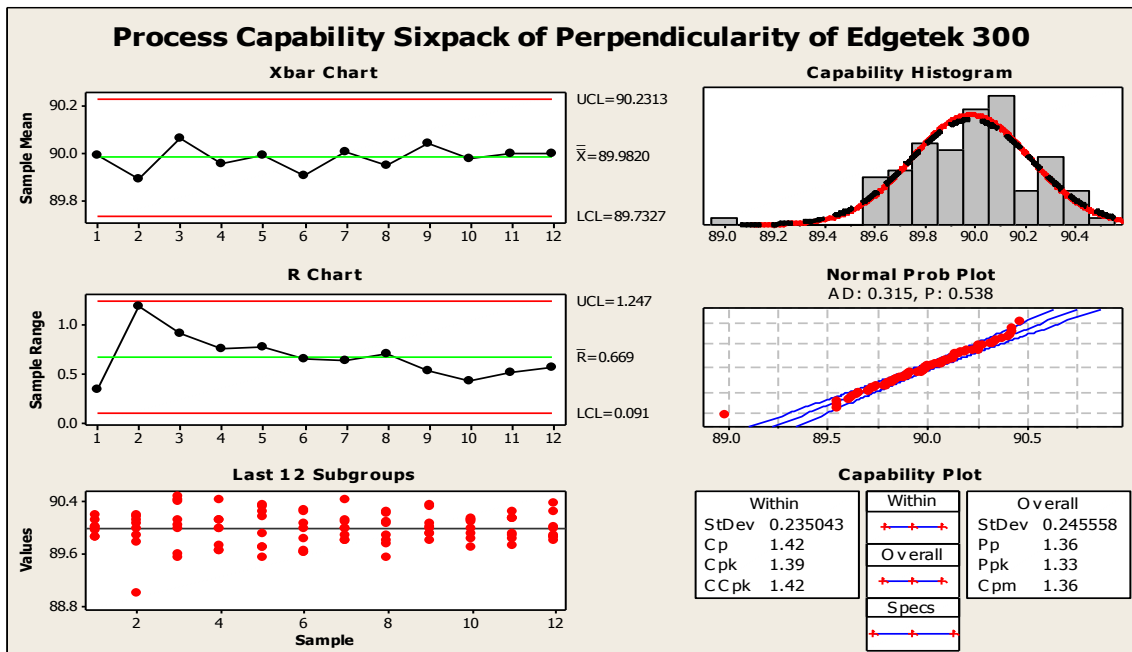 Process Capability Sixpack of Perpendicularity of Edgetek 300
Xbar Chart
Sample Mean
90.2
90.0
89.8
1 2 3 4 5 6 7 8 9 10 11 12
UCL=90.2313
X=89.9820
LCL=89.7327
Capability Histogram
89.0 89.2 89.4 89.6 89.8 90.0 90.2 90.4
R Chart
Sample Range
1.0
0.5
0.0
1 2 3 4 5 6 7 8 9 10 11 12
UCL=1.247
R=0.669
LCL=0.091
Normal Prob Plot
AD: 0.315, P: 0.538
89.0 89.5 90.0 90.5
Last 12 Subgroups
Values
90.4
89.6
88.8
2 4 6 8 10 12
Sample
Capability Plot
Within
StDev 0.235043
Cp 1.42
Cpk 1.39
CCpk 1.42
Within
Overall
Specs
Overall
StDev 0.245558
Pp 1.36
Ppk 1.33
Cpm 1.36